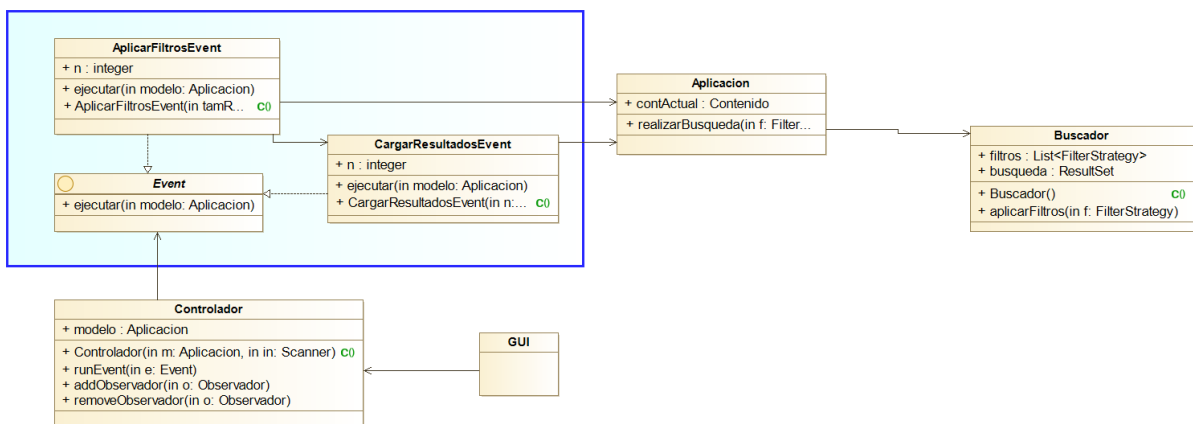 AplicarFiltrosEvent
+ n : integer
+ ejecutar(in modelo: Aplicacion)
+ AplicarFiltrosEvent(in tamR... C()
CargarResultadosEvent
+ n : integer
+ ejecutar(in modelo: Aplicacion)
+ CargarResultadosEvent(in n:... C()
Event
+ ejecutar(in modelo: Aplicacion)
Aplicacion
+ contActual : Contenido
+ realizarBusqueda(in f: Filter...
Buscador
+ filtros : List<FilterStrategy>
+ busqueda : ResultSet
+ Buscador() C()
+ aplicarFiltros(in f: FilterStrategy)
Controlador
+ modelo : Aplicacion
+ Controlador(in m: Aplicacion, in in: Scanner) C()
+ runEvent(in e: Event)
+ addObservador(in o: Observador)
+ removeObservador(in o: Observador)
GUI